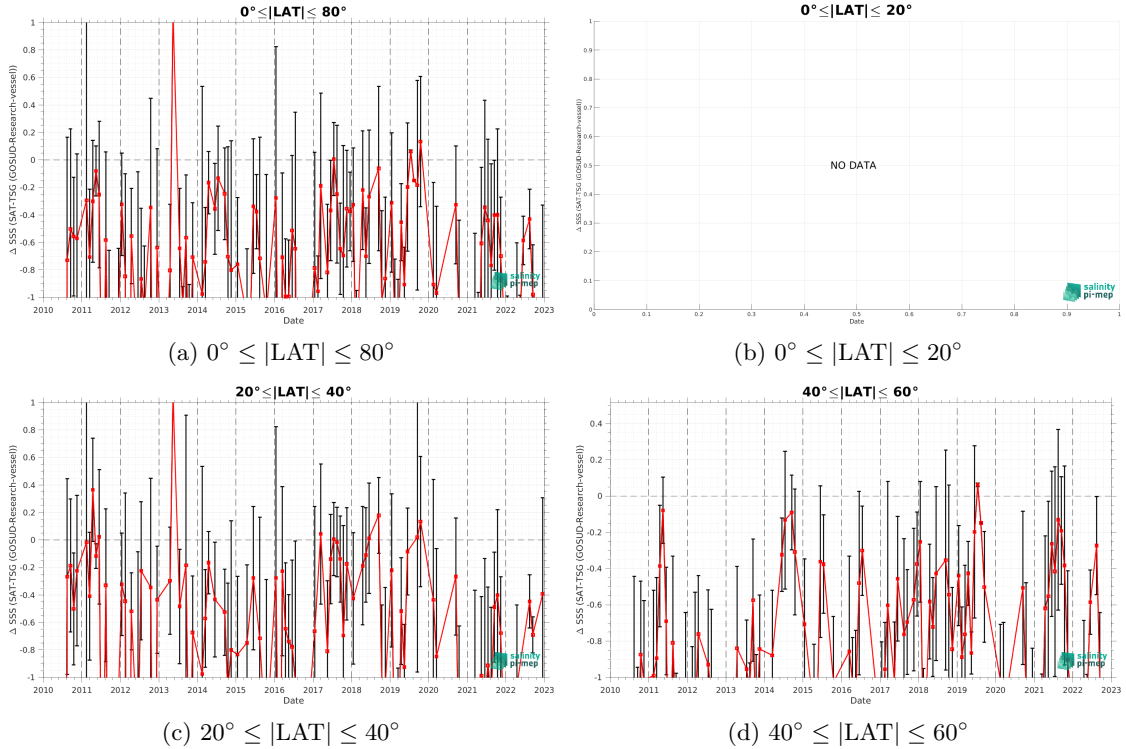 0°≤|LAT|≤ 80°
Δ SSS (SAT-TSG (GOSUD-Research-vessel))
1
0.8
0.6
0.4
0.2
0
-0.2
-0.4
-0.6
-0.8
-1
2010 2011 2012 2013 2014 2015 2016 2017 2018 2019 2020 2021 2022 2023
Date
salinity
pi-mep
(a) 0° ≤ |LAT| ≤ 80°
0°≤|LAT|≤ 20°
Δ SSS (SAT-TSG (GOSUD-Research-vessel))
1
0.9
0.8
0.7
0.6
0.5
0.4
0.3
0.2
0.1
0
NO DATA
0 0.1 0.2 0.3 0.4 0.5 0.6 0.7 0.8 0.9 1
Date
salinity
pi-mep
(b) 0° ≤ |LAT| ≤ 20°
20°≤|LAT|≤ 40°
Δ SSS (SAT-TSG (GOSUD-Research-vessel))
1
0.8
0.6
0.4
0.2
0
-0.2
-0.4
-0.6
-0.8
-1
2010 2011 2012 2013 2014 2015 2016 2017 2018 2019 2020 2021 2022 2023
Date
salinity
pi-mep
(c) 20° ≤ |LAT| ≤ 40°
40°≤|LAT|≤ 60°
Δ SSS (SAT-TSG (GOSUD-Research-vessel))
0.4
0.2
0
-0.2
-0.4
-0.6
-0.8
-1
2010 2011 2012 2013 2014 2015 2016 2017 2018 2019 2020 2021 2022 2023
Date
salinity
pi-mep
(d) 40° ≤ |LAT| ≤ 60°